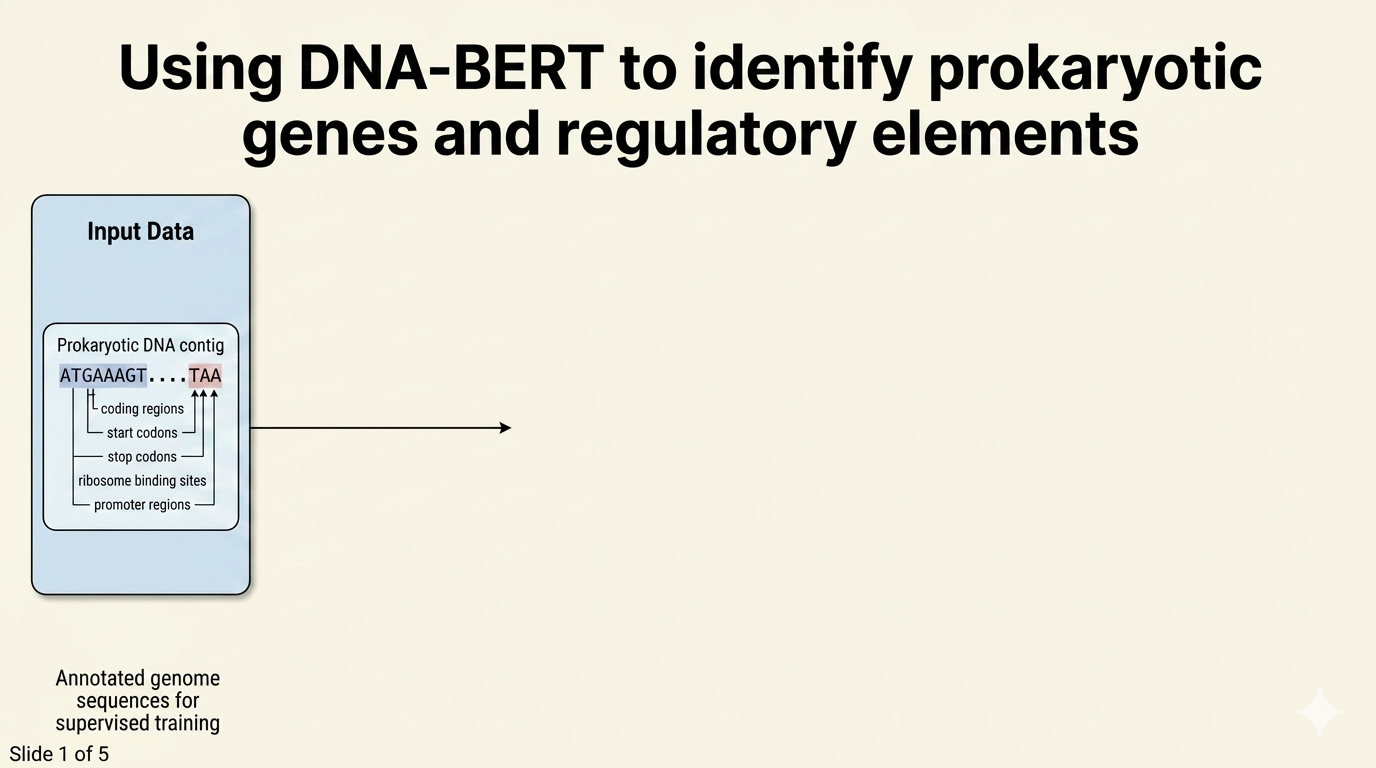 Using DNA-BERT to identify prokaryotic
genes and regulatory elements
Input Data
Prokaryotic DNA contig
ATGAAAGT....TAA
coding regions
start codons
stop codons
ribosome binding sites
promoter regions
Annotated genome
sequences for
supervised training
Slide 1 of 5